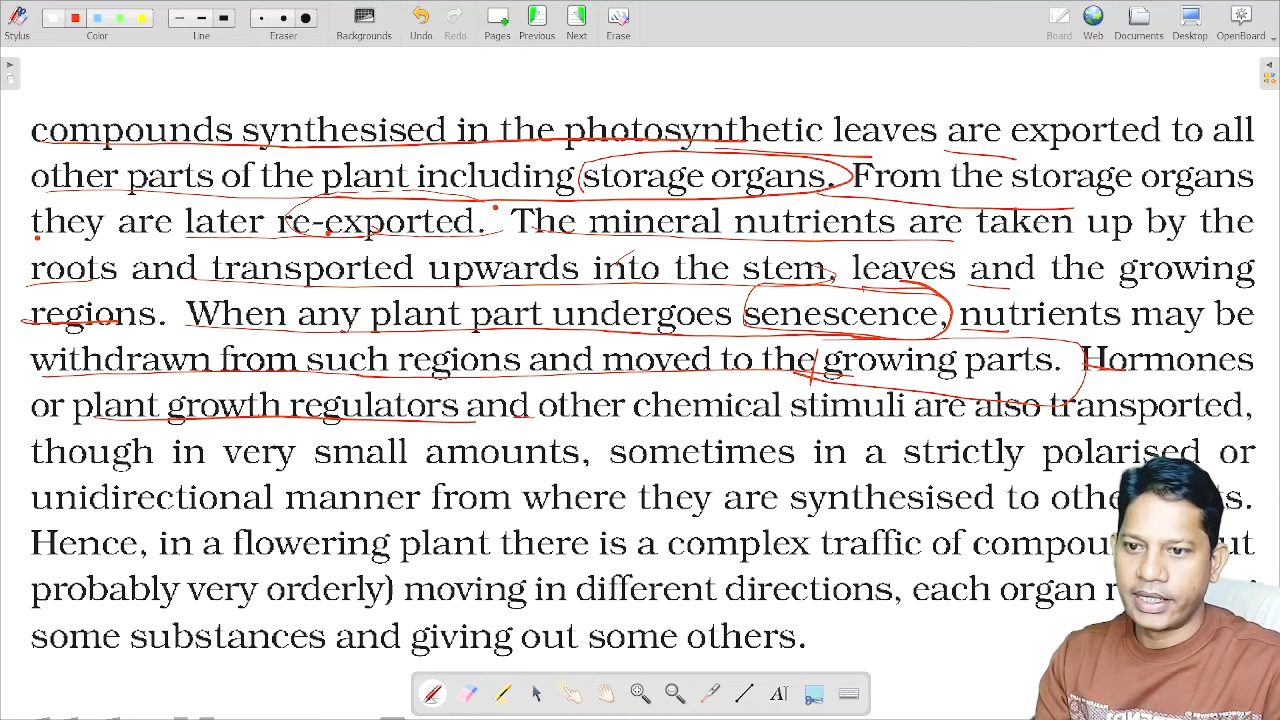 Stylus Color Line Eraser Backgrounds Undo Redo Pages Previous Next Erase Board Web Documents Desktop OpenBoard
compounds synthesised in the photosynthetic leaves are exported to all
other parts of the plant including storage organs. From the storage organs
they are later re-exported. The mineral nutrients are taken up by the
roots and transported upwards into the stem, leaves and the growing
regions. When any plant part undergoes senescence, nutrients may be
withdrawn from such regions and moved to the growing parts. Hormones
or plant growth regulators and other chemical stimuli are also transported,
though in very small amounts, sometimes in a strictly polarised or
unidirectional manner from where they are synthesised to
Hence, in a flowering plant there is a complex traffic of
probably very orderly) moving in different directions, each organ
some substances and giving out some others.